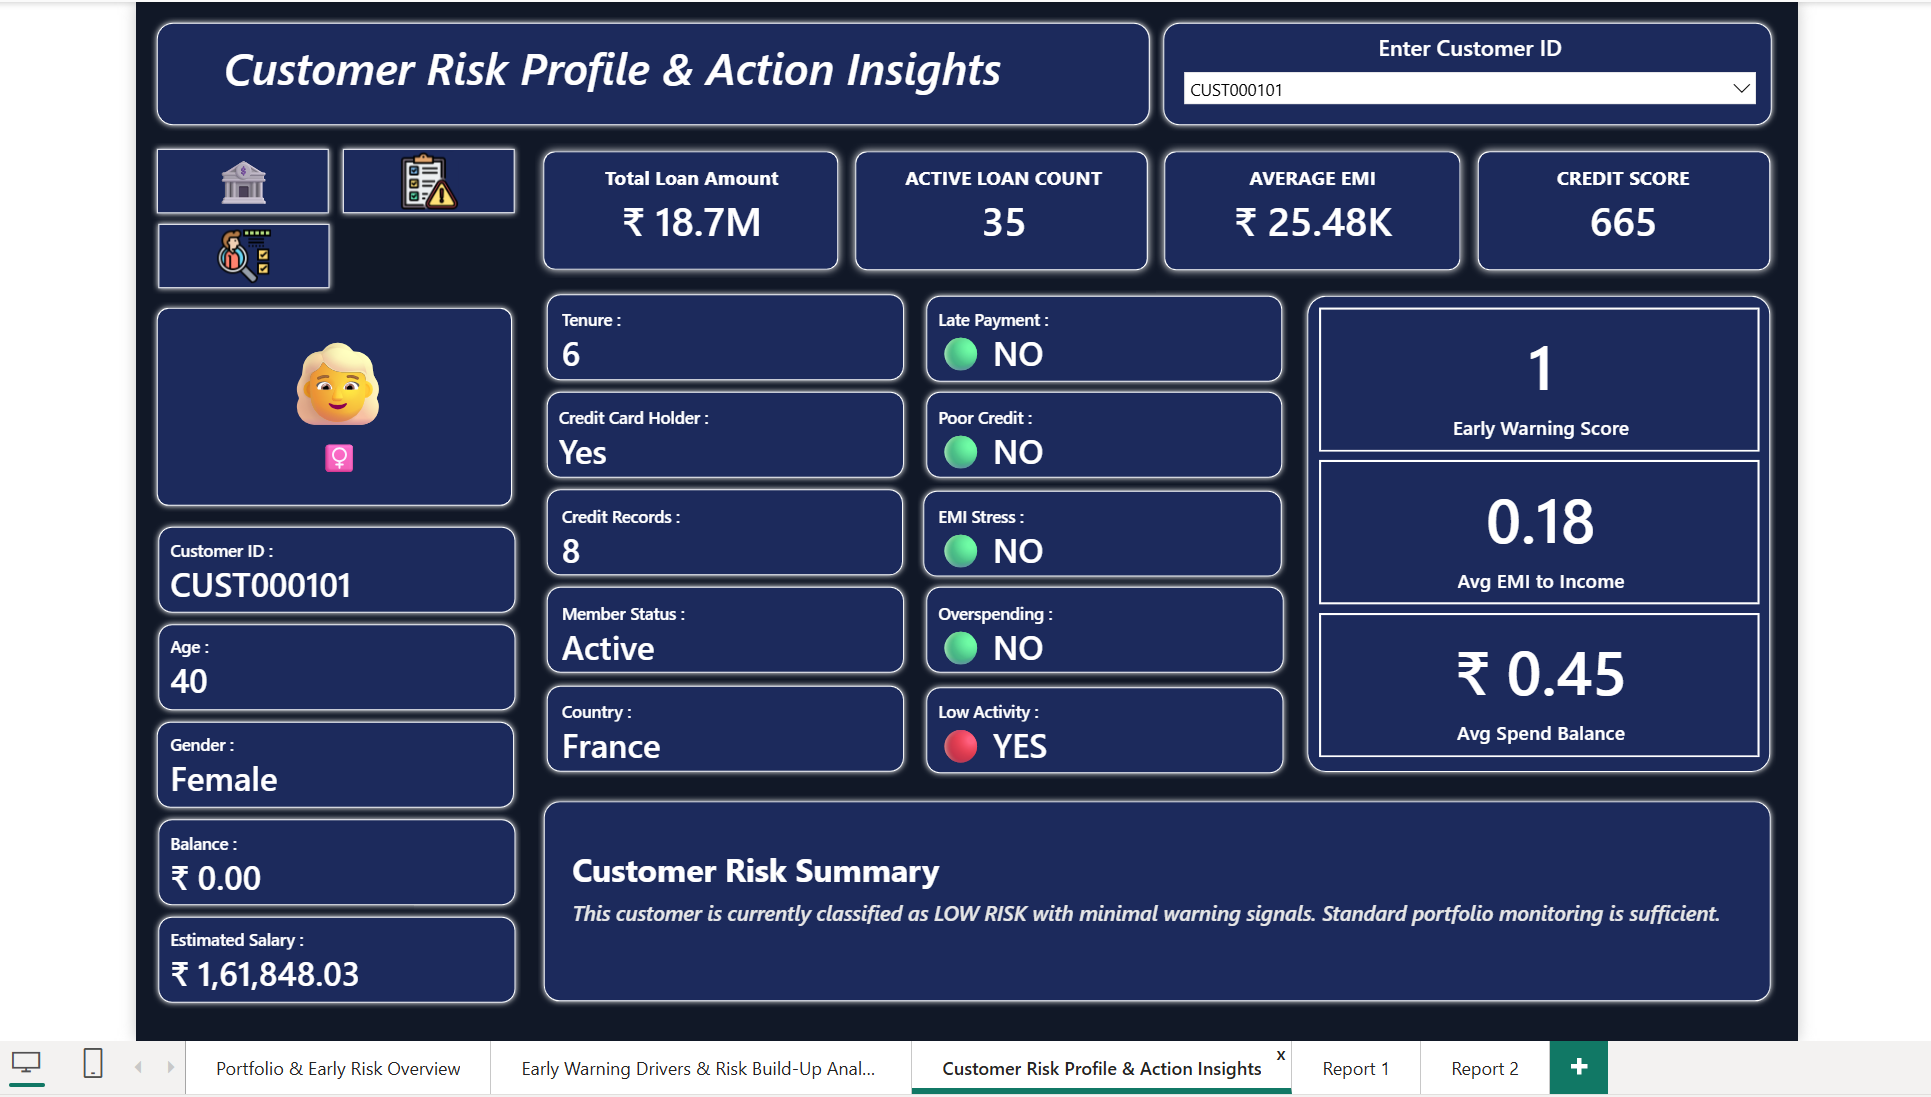 Customer Risk Profile & Action Insights
Enter Customer ID
CUST000101
Total Loan Amount
₹ 18.7M
ACTIVE LOAN COUNT
35
AVERAGE EMI
₹ 25.48K
CREDIT SCORE
665
Customer ID :
CUST000101
Age :
40
Gender :
Female
Balance :
₹ 0.00
Estimated Salary :
₹ 1,61,848.03
Tenure :
6
Credit Card Holder :
Yes
Credit Records :
8
Member Status :
Active
Country :
France
Late Payment :
NO
Poor Credit :
NO
EMI Stress :
NO
Overspending :
NO
Low Activity :
YES
1
Early Warning Score
0.18
Avg EMI to Income
₹ 0.45
Avg Spend Balance
Customer Risk Summary
This customer is currently classified as LOW RISK with minimal warning signals. Standard portfolio monitoring is sufficient.
Portfolio & Early Risk Overview
Early Warning Drivers & Risk Build-Up Anal...
Customer Risk Profile & Action Insights
x
Report 1
Report 2
+